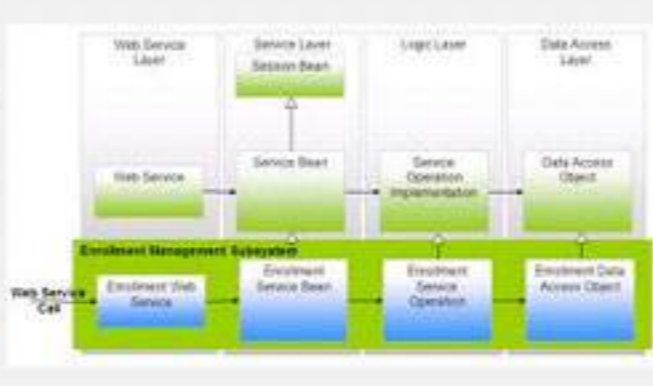 Web Service
Layer
Service Layer
Session Bean
Logic Layer
Data Access
Layer
Web Service
Service Bean
Service
Operation
Implementation
Data Access
Object
Enrollment Management Subsystem
Web Service
Call
Enrollment Web
Service
Enrollment
Service Bean
Enrollment
Service
Operation
Enrollment Data
Access Object